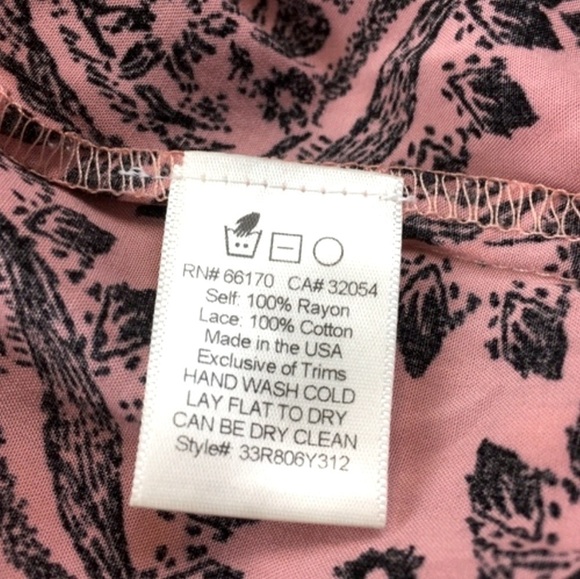 RN# 66170 CA# 32054
Self: 100% Rayon
Lace: 100% Cotton
Made in the USA
Exclusive of Trims
HAND WASH COLD
LAY FLAT TO DRY
CAN BE DRY CLEAN
Style# 33R806Y312